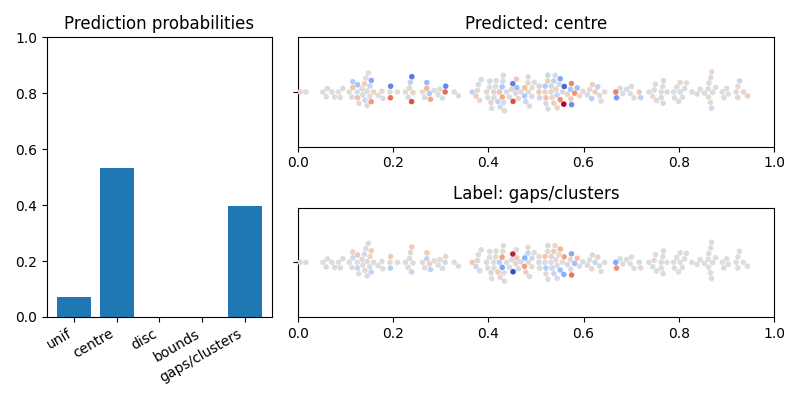 Prediction probabilities
1.0
0.8
0.6
0.4
0.2
0.0
unif
centre
disc
bounds
gaps/clusters
Predicted: centre
0.0 0.2 0.4 0.6 0.8 1.0
Label: gaps/clusters
0.0 0.2 0.4 0.6 0.8 1.0